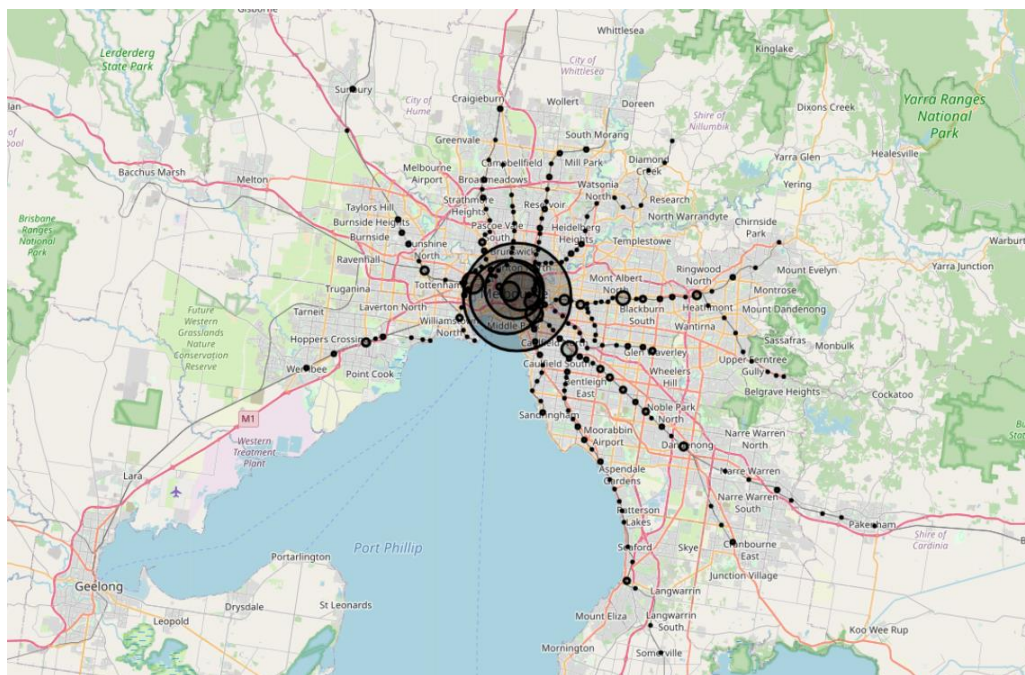 Gisborne
Whittlesea
Kinglake
Lerderderg
State Park
City of
Whittlesea
Sunbury
City of
Hume
Craigieburn
Wollert
Doreen
Shire of
Nillumbik
Dixons Creek
Yarra Ranges
National
Park
Greenvale
South Morang
Mill Park
Diamond
Creek
Yarra Glen
Healesville
Bacchus Marsh
Melton
Melbourne
Airport
Campbellfield
Broadmeadows
Watsonia
North
Research
Yering
Taylors Hill
Burnside Heights
Burnside
Strathmore
Heights
Reservoir
North Warrandyte
Chirnside
Park
Brisbane
Ranges
National
Park
Pascoe Vale
South
Heidelberg
Heights
Templestowe
Warburton
Ravenhall
Sunshine
North
Brunswick
Mont Albert
North
Ringwood
North
Mount Evelyn
Yarra Junction
Truganina
Tottenham
Laverton North
Blackburn
South
Heathmont
Montrose
Mount Dandenong
Future
Western
Grasslands
Nature
Conservation
Reserve
Tarneit
Williamstown
North
Middle Park
Wantirna
Sassafras
Monbulk
Hoppers Crossing
Caulfield South
Glen Waverley
Upper Ferntree
Gully
Werribee
Point Cook
Wheelers
Hill
Belgrave Heights
Bentleigh
East
Cockatoo
M1
Sandringham
Noble Park
North
Western
Treatment
Plant
Moorabbin
Airport
Dandenong
Narre Warren
North
Lara
Aspendale
Gardens
Narre Warren
Narre Warren
South
Patterson
Lakes
Pakenham
Shire of
Cardinia
Port Phillip
Seaford
Skye
Cranbourne
East
Portarlington
Junction Village
Geelong
Langwarrin
Drysdale
St Leonards
Mount Eliza
Langwarrin
South
Leopold
Koo Wee Rup
Mornington
Somerville